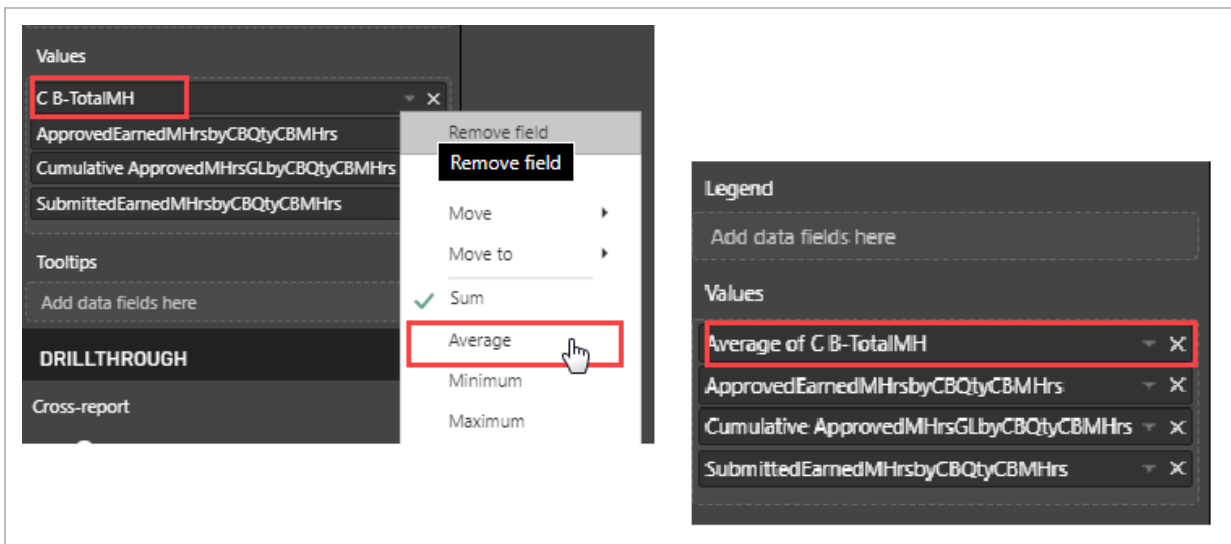 Values
C B-TotalMH
ApprovedEarnedMHrsbyCBQtyCBMHrs
Cumulative ApprovedMHrsGLbyCBQtyCBMHrs
SubmittedEarnedMHrsbyCBQtyCBMHrs
Tooltips
Add data fields here
DRILLTHROUGH
Cross-report
Remove field
Remove field
Move
Move to
Sum
Average
Minimum
Maximum
Legend
Add data fields here
Values
Average of C B-TotalMH
ApprovedEarnedMHrsbyCBQtyCBMHrs
Cumulative ApprovedMHrsGLbyCBQtyCBMHrs
SubmittedEarnedMHrsbyCBQtyCBMHrs